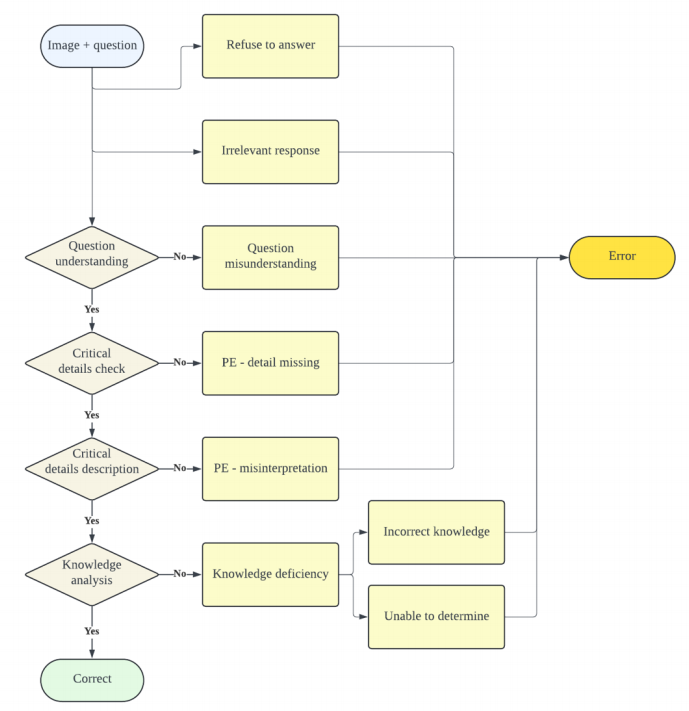 Image + question
Refuse to answer
Irrelevant response
Question
understanding
No
Question
misunderstanding
Error
Yes
Critical
details check
No
PE - detail missing
Yes
Critical
details description
No
PE - misinterpretation
Yes
Incorrect knowledge
Knowledge
analysis
No
Knowledge deficiency
Unable to determine
Yes
Correct